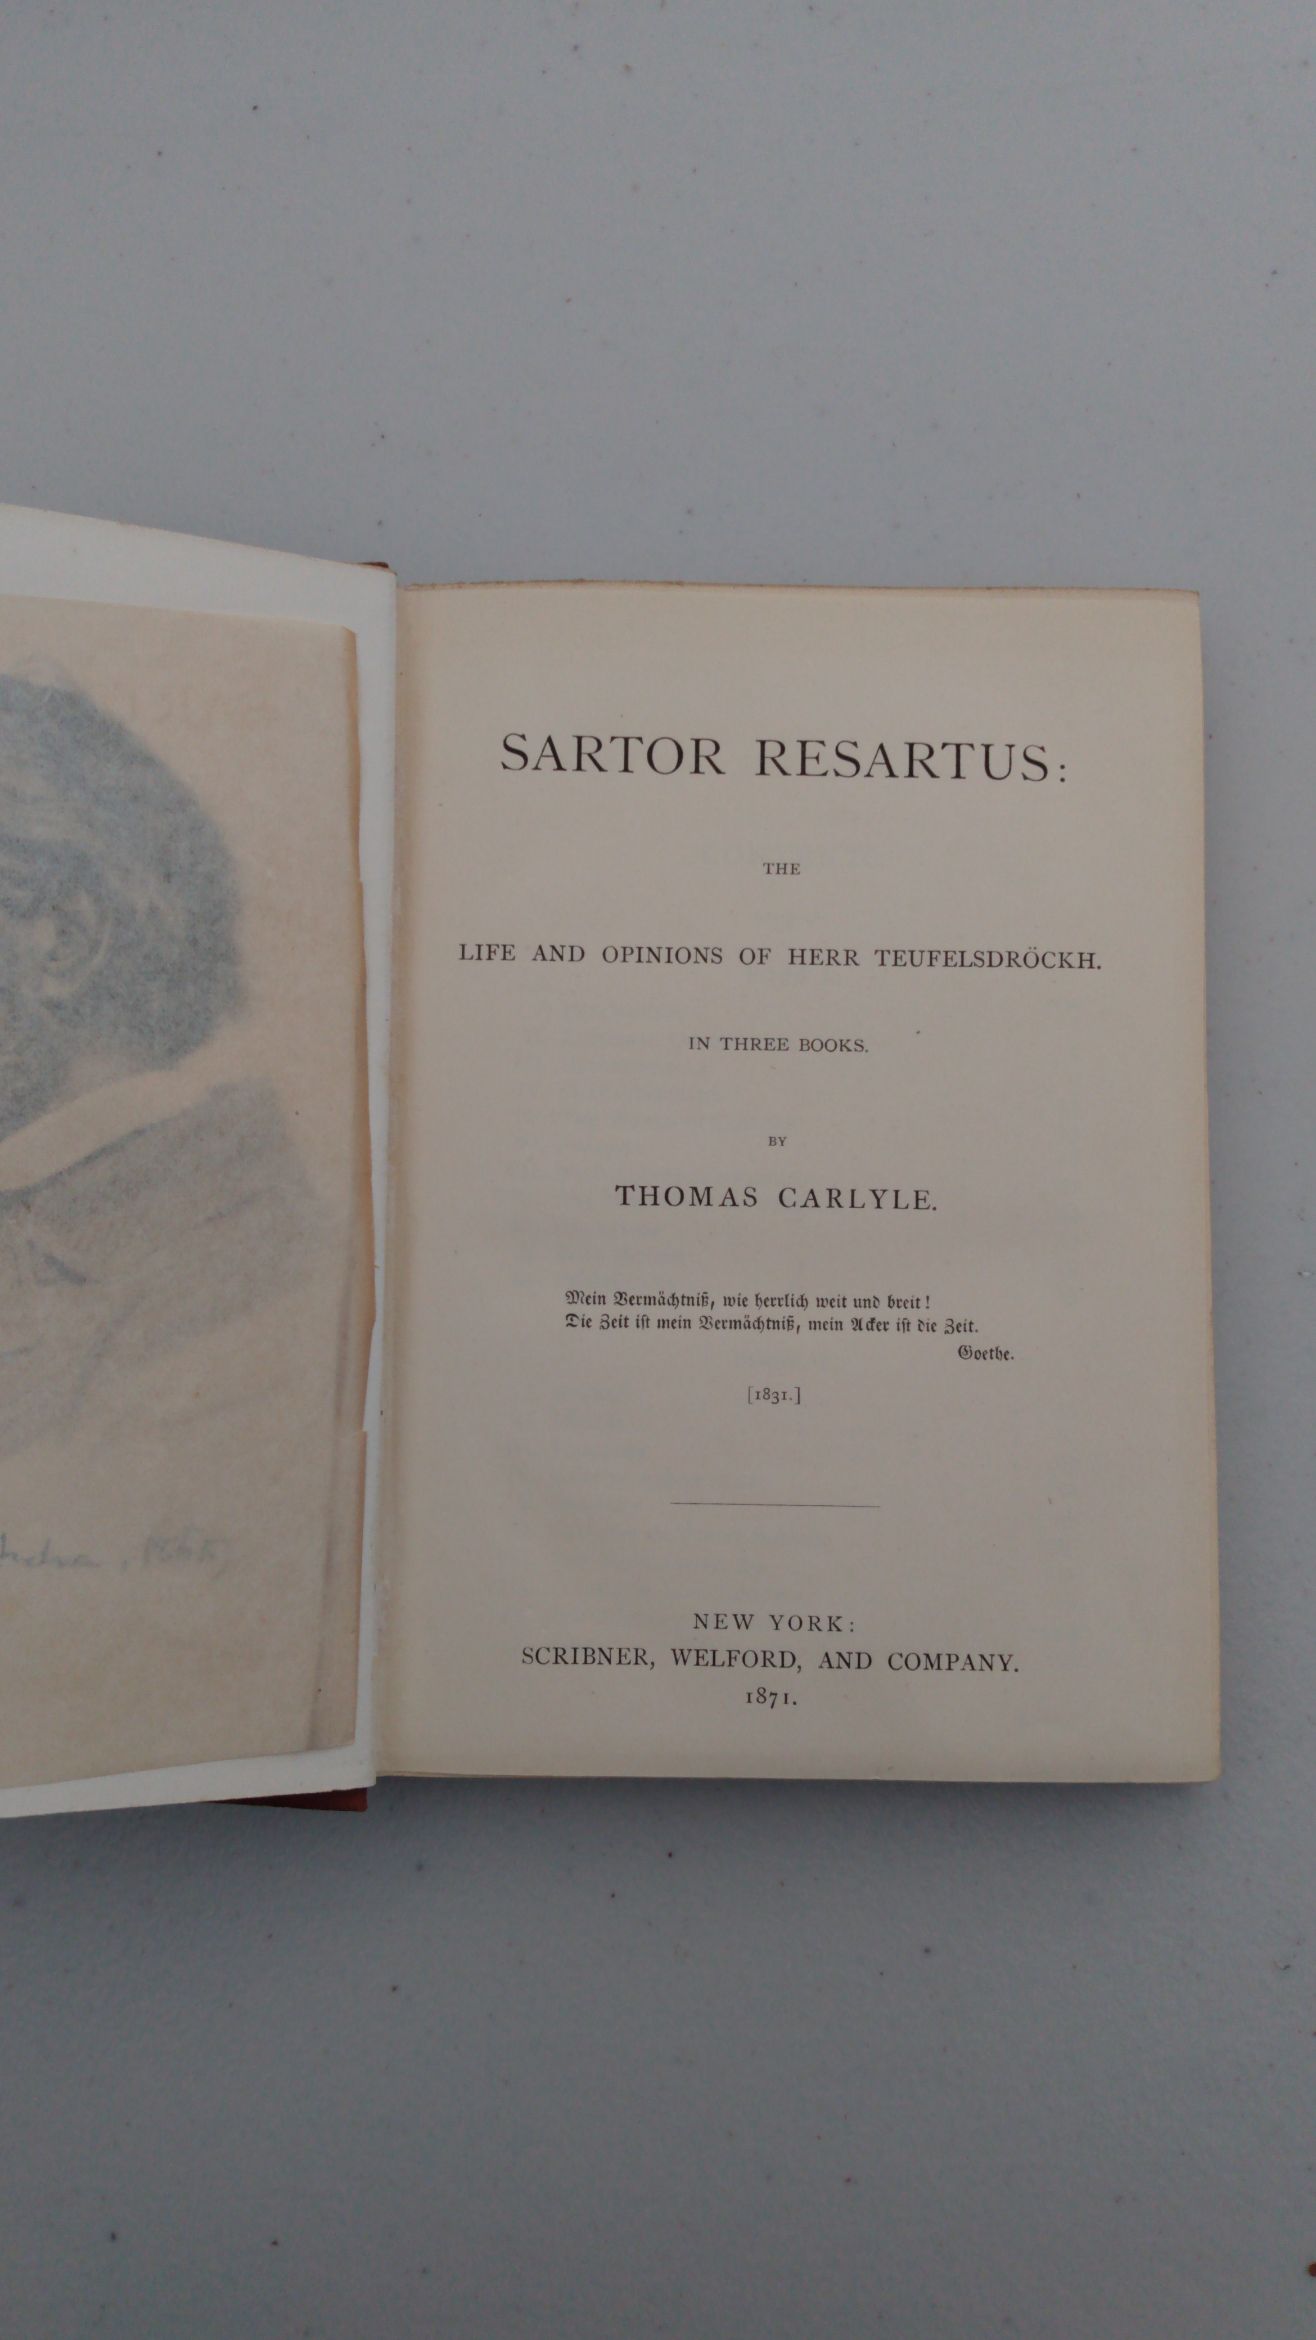 SARTOR RESARTUS:
THE
LIFE AND OPINIONS OF HERR TEUFELSDRÖCKH.
IN THREE BOOKS.
BY
THOMAS CARLYLE.
Mein Vermächtniß, wie herrlich weit und breit!
Die Zeit ist mein Vermächtniß, mein Acker ist die Zeit.
Goethe.
[1831.]
NEW YORK:
SCRIBNER, WELFORD, AND COMPANY.
1871.